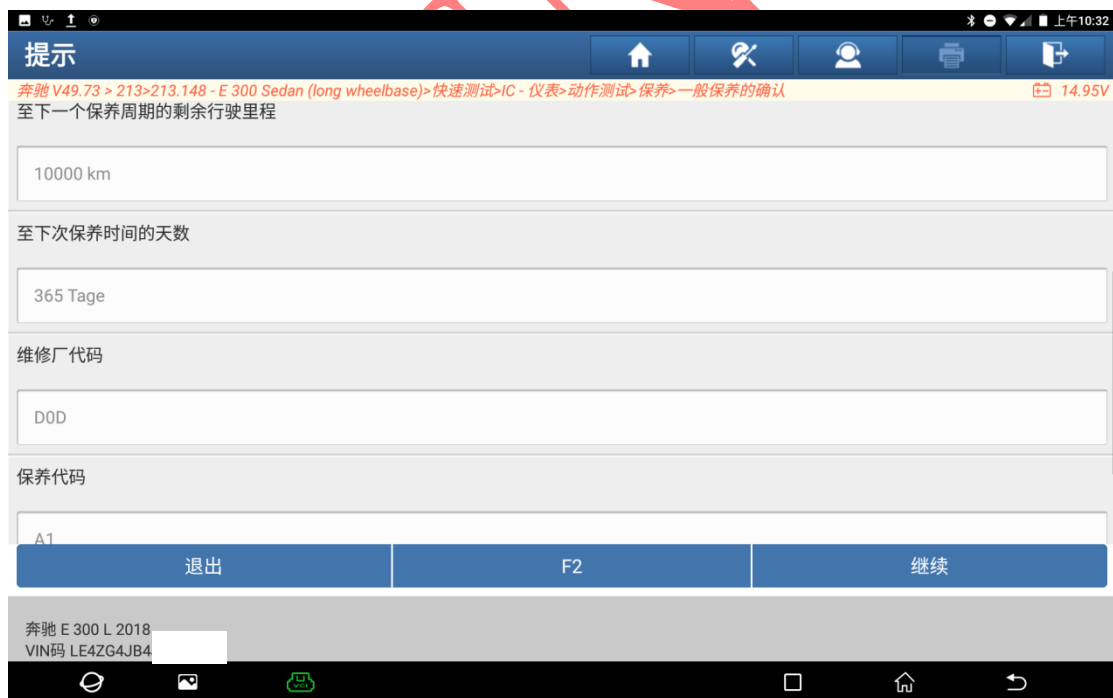 上午10:32
提示
奔驰 V49.73 > 213>213.148 - E 300 Sedan (long wheelbase)>快速测试>IC - 仪表>动作测试>保养>一般保养的确认
14.95V
至下一个保养周期的剩余行驶里程
10000 km
至下次保养时间的天数
365 Tage
维修厂代码
D0D
保养代码
A1
退出
F2
继续
奔驰 E 300 L 2018
VIN码 LE4ZG4JB4
VCI